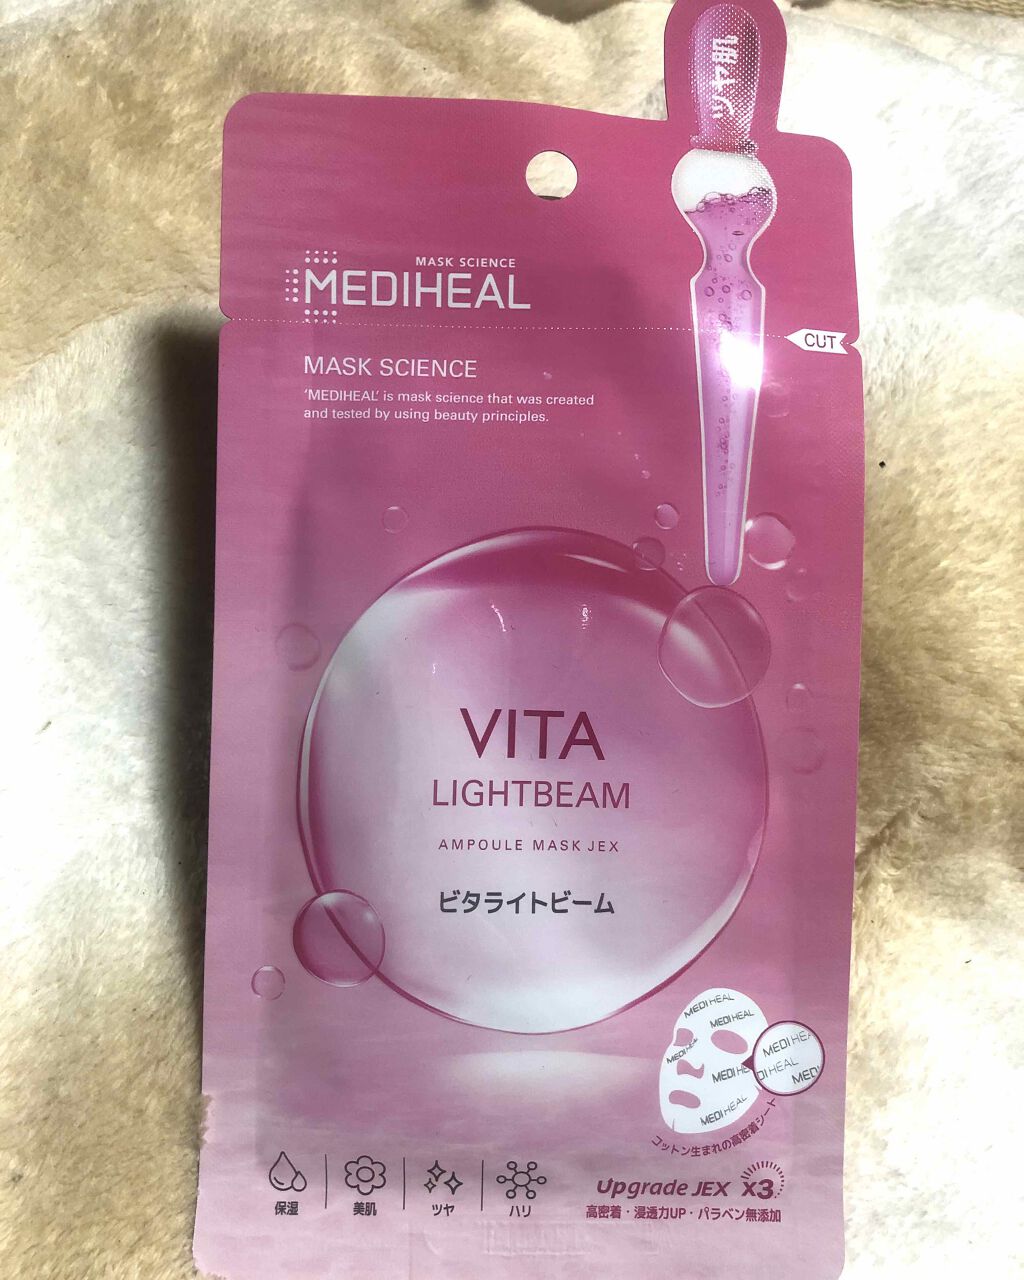 ツヤ肌
MASK SCIENCE
MEDIHEAL
CUT
MASK SCIENCE
'MEDIHEAL' is mask science that was created
and tested by using beauty principles.
VITA
LIGHTBEAM
AMPOULE MASK JEX
ビタライトビーム
MEDIHEAL
MEDIHEAL
MEDIHEAL
MEDIHE
MEDIHEAL
MEDIHEA
DIHEAL
MEDI
コットン生まれの高密着シート
保湿
美肌
ツヤ
ハリ
Upgrade JEX X3
高密着・浸透力UP・パラベン無添加